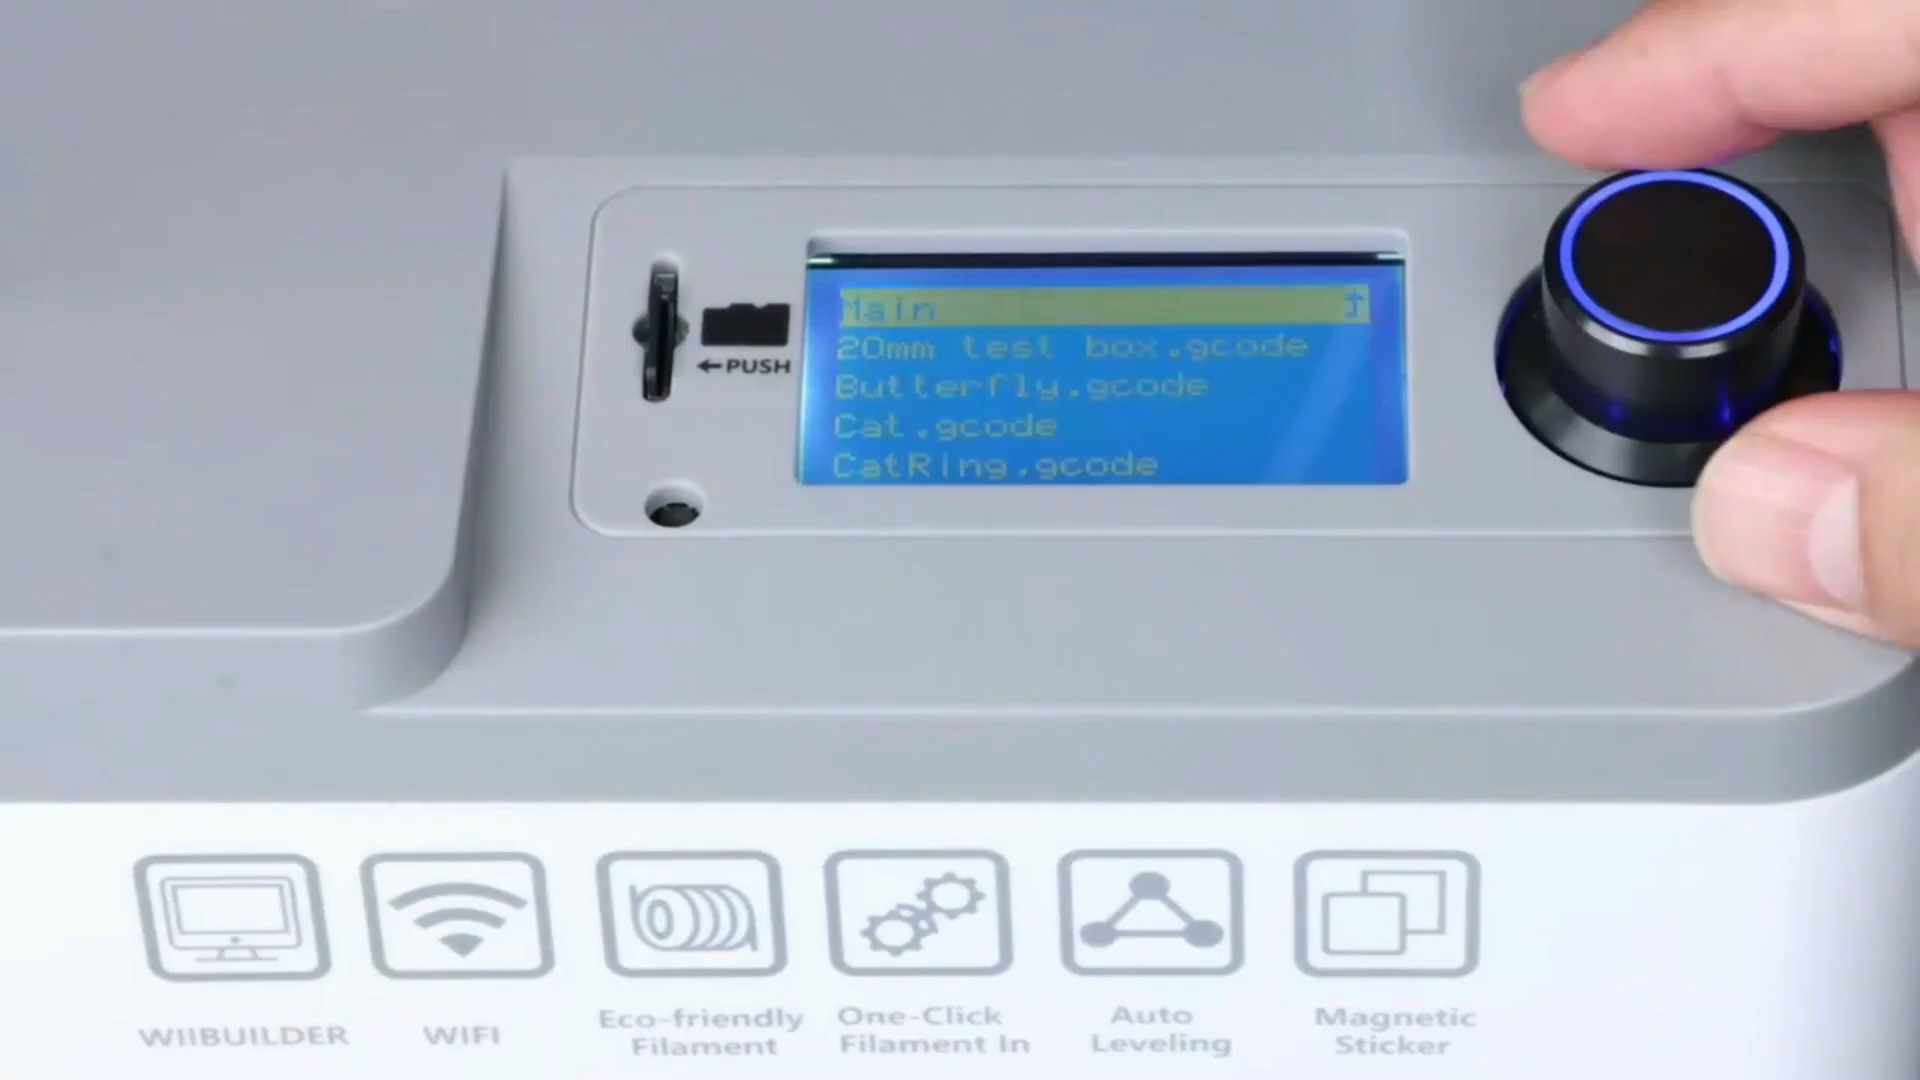 Main
20mm test box.gcode
Butterfly.gcode
Cat.gcode
CatRing.gcode
←PUSH
WIIBUILDER
WIFI
Eco-friendly
Filament
One-Click
Filament In
Auto
Leveling
Magnetic
Sticker